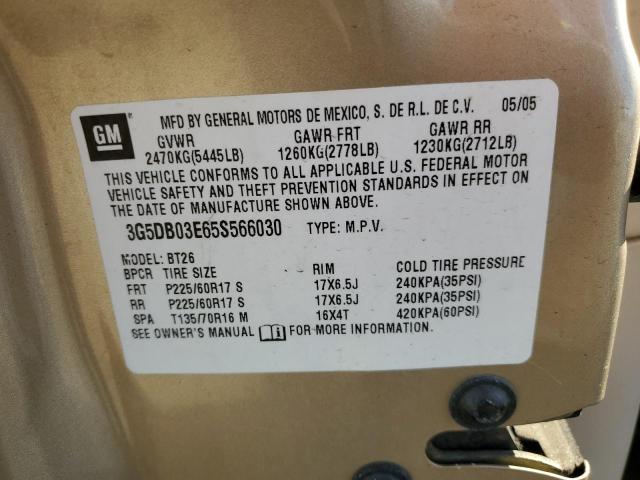 GM
MFD BY GENERAL MOTORS DE MEXICO, S. DE R.L. DE C.V. 05/05
GVWR GAWR FRT GAWR RR
2470KG(5445LB) 1260KG(2778LB) 1230KG(2712LB)
THIS VEHICLE CONFORMS TO ALL APPLICABLE U.S. FEDERAL MOTOR
VEHICLE SAFETY AND THEFT PREVENTION STANDARDS IN EFFECT ON
THE DATE OF MANUFACTURE SHOWN ABOVE.
3G5DB03E65S566030 TYPE: M.P.V.
MODEL: BT26
BPCR TIRE SIZE RIM COLD TIRE PRESSURE
FRT P225/60R17 S 17X6.5J 240KPA(35PSI)
RR P225/60R17 S 17X6.5J 240KPA(35PSI)
SPA T135/70R16 M 16X4T 420KPA(60PSI)
SEE OWNER'S MANUAL FOR MORE INFORMATION.